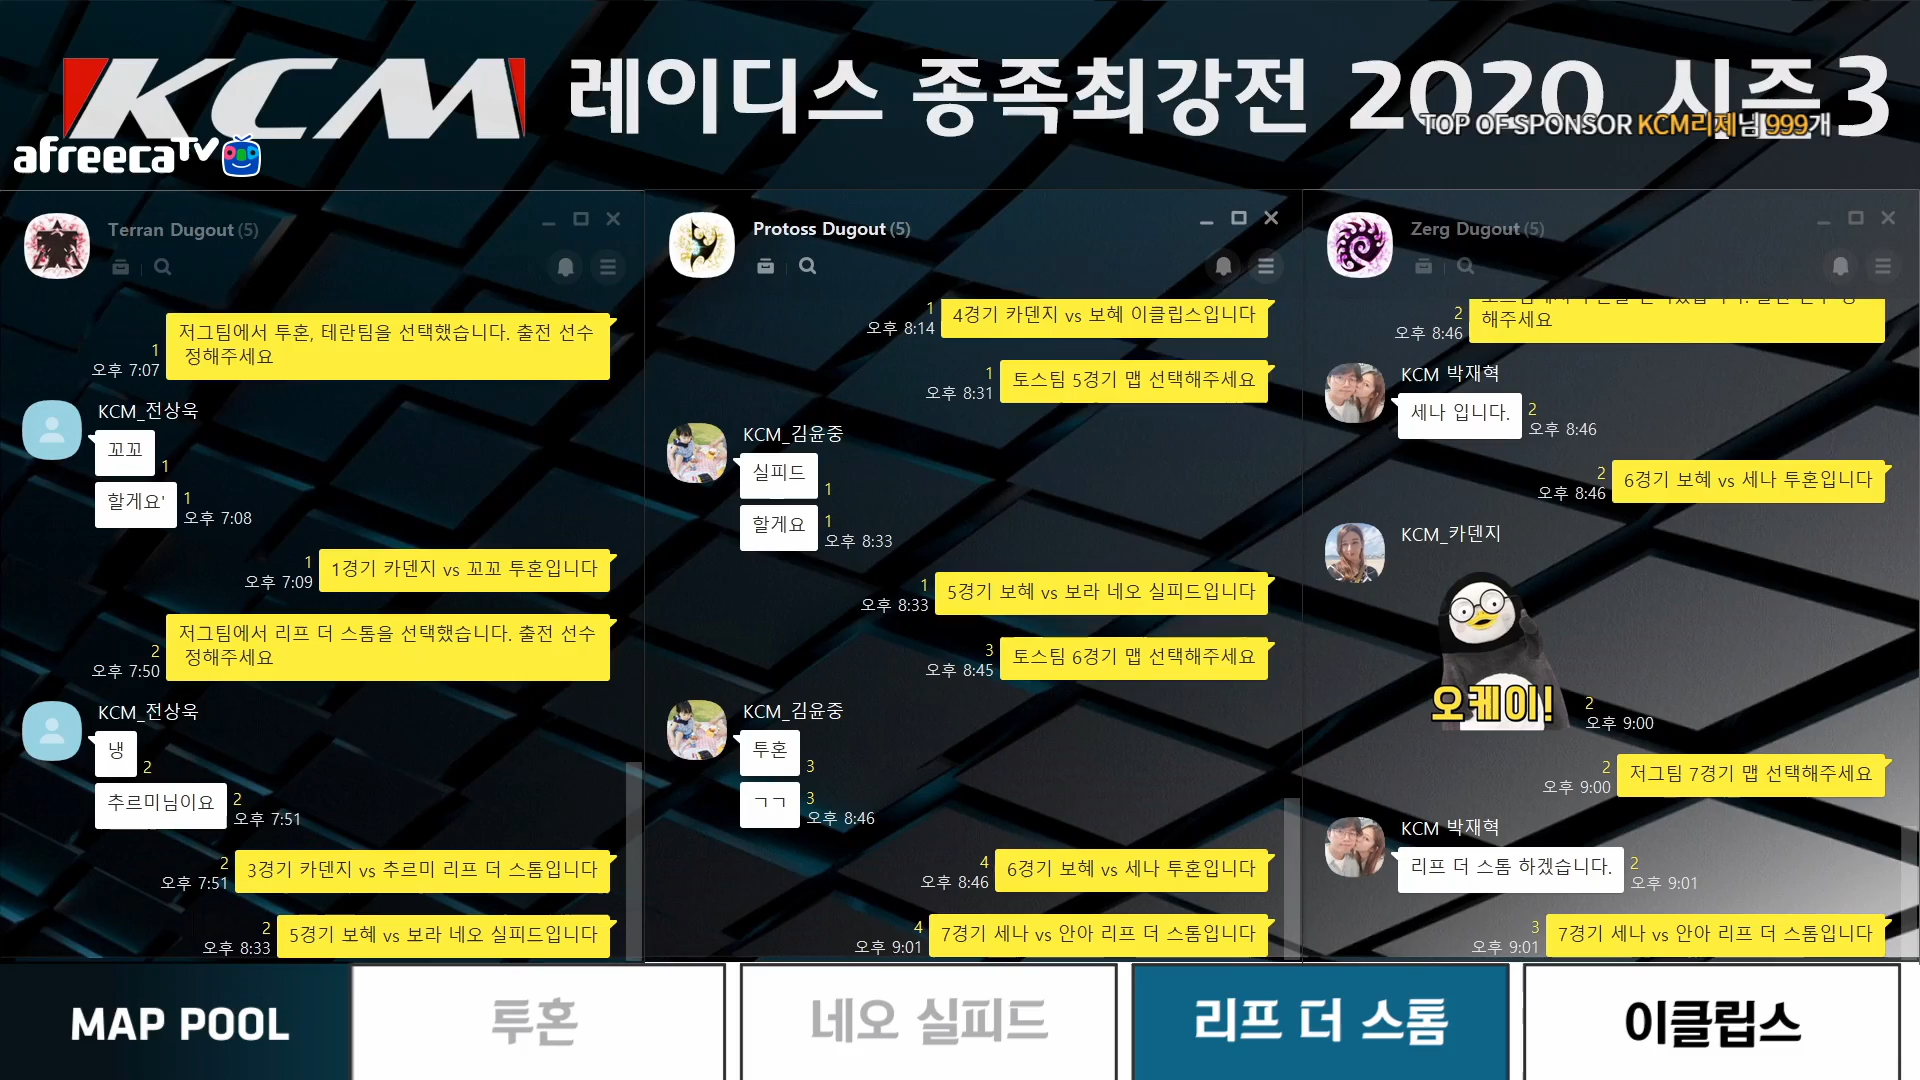 KCM 레이디스 종족최강전 2020 시즌3
TOP OF SPONSOR KCM리제님 999개
afreecaTV
Terran Dugout (5)
저그팀에서 투혼, 테란팀을 선택했습니다. 출전 선수
정해주세요
1
오후 7:07
KCM_전상욱
꼬꼬
1
할게요'
1
오후 7:08
1경기 카덴지 vs 꼬꼬 투혼입니다
1
오후 7:09
저그팀에서 리프 더 스톰을 선택했습니다. 출전 선수
정해주세요
2
오후 7:50
KCM_전상욱
냉
2
추르미님이요
2
오후 7:51
3경기 카덴지 vs 추르미 리프 더 스톰입니다
2
오후 7:51
5경기 보혜 vs 보라 네오 실피드입니다
2
오후 8:33
Protoss Dugout (5)
4경기 카덴지 vs 보혜 이클립스입니다
1
오후 8:14
토스팀 5경기 맵 선택해주세요
1
오후 8:31
KCM_김윤중
실피드
1
할게요
1
오후 8:33
5경기 보혜 vs 보라 네오 실피드입니다
1
오후 8:33
토스팀 6경기 맵 선택해주세요
3
오후 8:45
KCM_김윤중
투혼
3
ㄱㄱ
3
오후 8:46
6경기 보혜 vs 세나 투혼입니다
4
오후 8:46
7경기 세나 vs 안아 리프 더 스톰입니다
4
오후 9:01
Zerg Dugout (5)
해주세요
2
오후 8:46
KCM 박재혁
세나 입니다.
2
오후 8:46
6경기 보혜 vs 세나 투혼입니다
2
오후 8:46
KCM_카덴지
오케이!
2
오후 9:00
저그팀 7경기 맵 선택해주세요
2
오후 9:00
KCM 박재혁
리프 더 스톰 하겠습니다.
2
오후 9:01
7경기 세나 vs 안아 리프 더 스톰입니다
3
오후 9:01
MAP POOL
투혼
네오 실피드
리프 더 스톰
이클립스